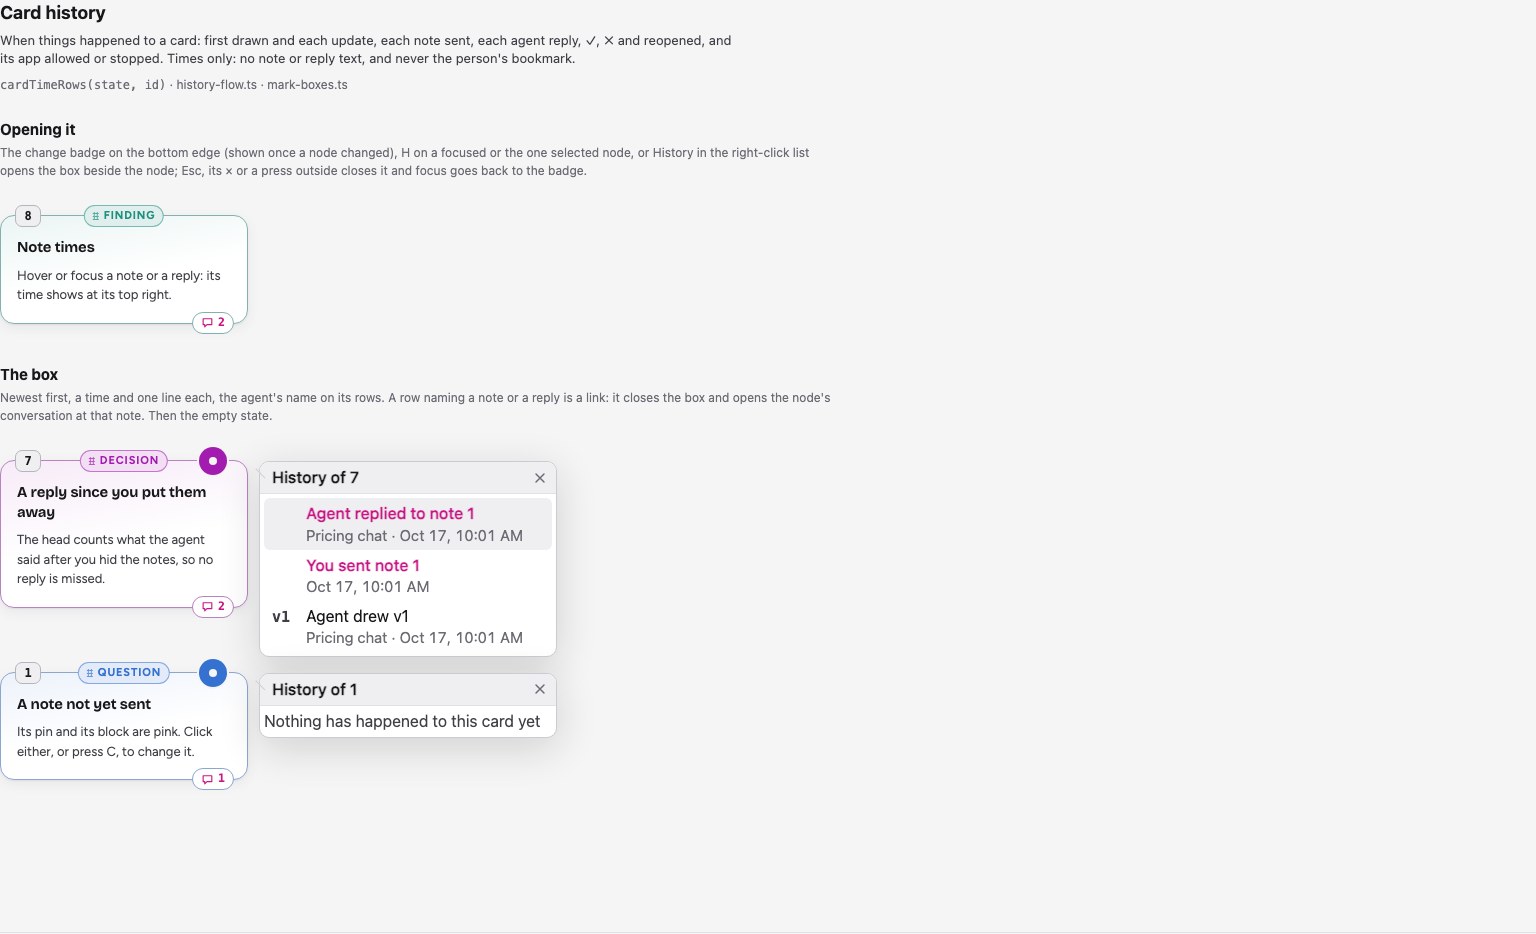 Card history
When things happened to a card: first drawn and each update, each note sent, each agent reply, ✓, ✕ and reopened, and
its app allowed or stopped. Times only: no note or reply text, and never the person's bookmark.
cardTimeRows(state, id) · history-flow.ts · mark-boxes.ts
Opening it
The change badge on the bottom edge (shown once a node changed), H on a focused or the one selected node, or History in the right-click list
opens the box beside the node; Esc, its × or a press outside closes it and focus goes back to the badge.
8
FINDING
Note times
Hover or focus a note or a reply: its
time shows at its top right.
2
The box
Newest first, a time and one line each, the agent's name on its rows. A row naming a note or a reply is a link: it closes the box and opens the node's
conversation at that note. Then the empty state.
7
DECISION
A reply since you put them
away
The head counts what the agent
said after you hid the notes, so no
reply is missed.
2
History of 7
×
Agent replied to note 1
Pricing chat · Oct 17, 10:01 AM
You sent note 1
Oct 17, 10:01 AM
v1 Agent drew v1
Pricing chat · Oct 17, 10:01 AM
1
QUESTION
A note not yet sent
Its pin and its block are pink. Click
either, or press C, to change it.
1
History of 1
×
Nothing has happened to this card yet